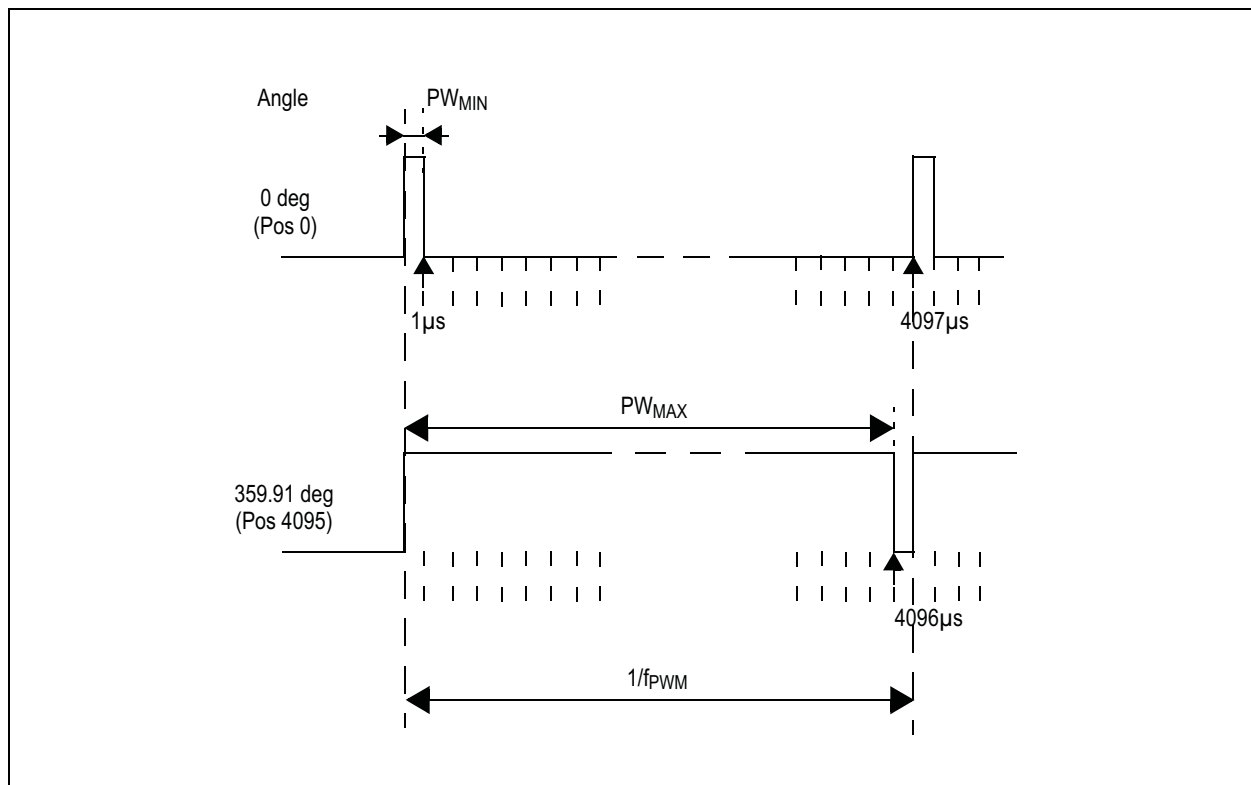 Angle
PWMIN
0 deg
(Pos 0)
1µs
4097µs
PWMAX
359.91 deg
(Pos 4095)
4096µs
1/fPWM